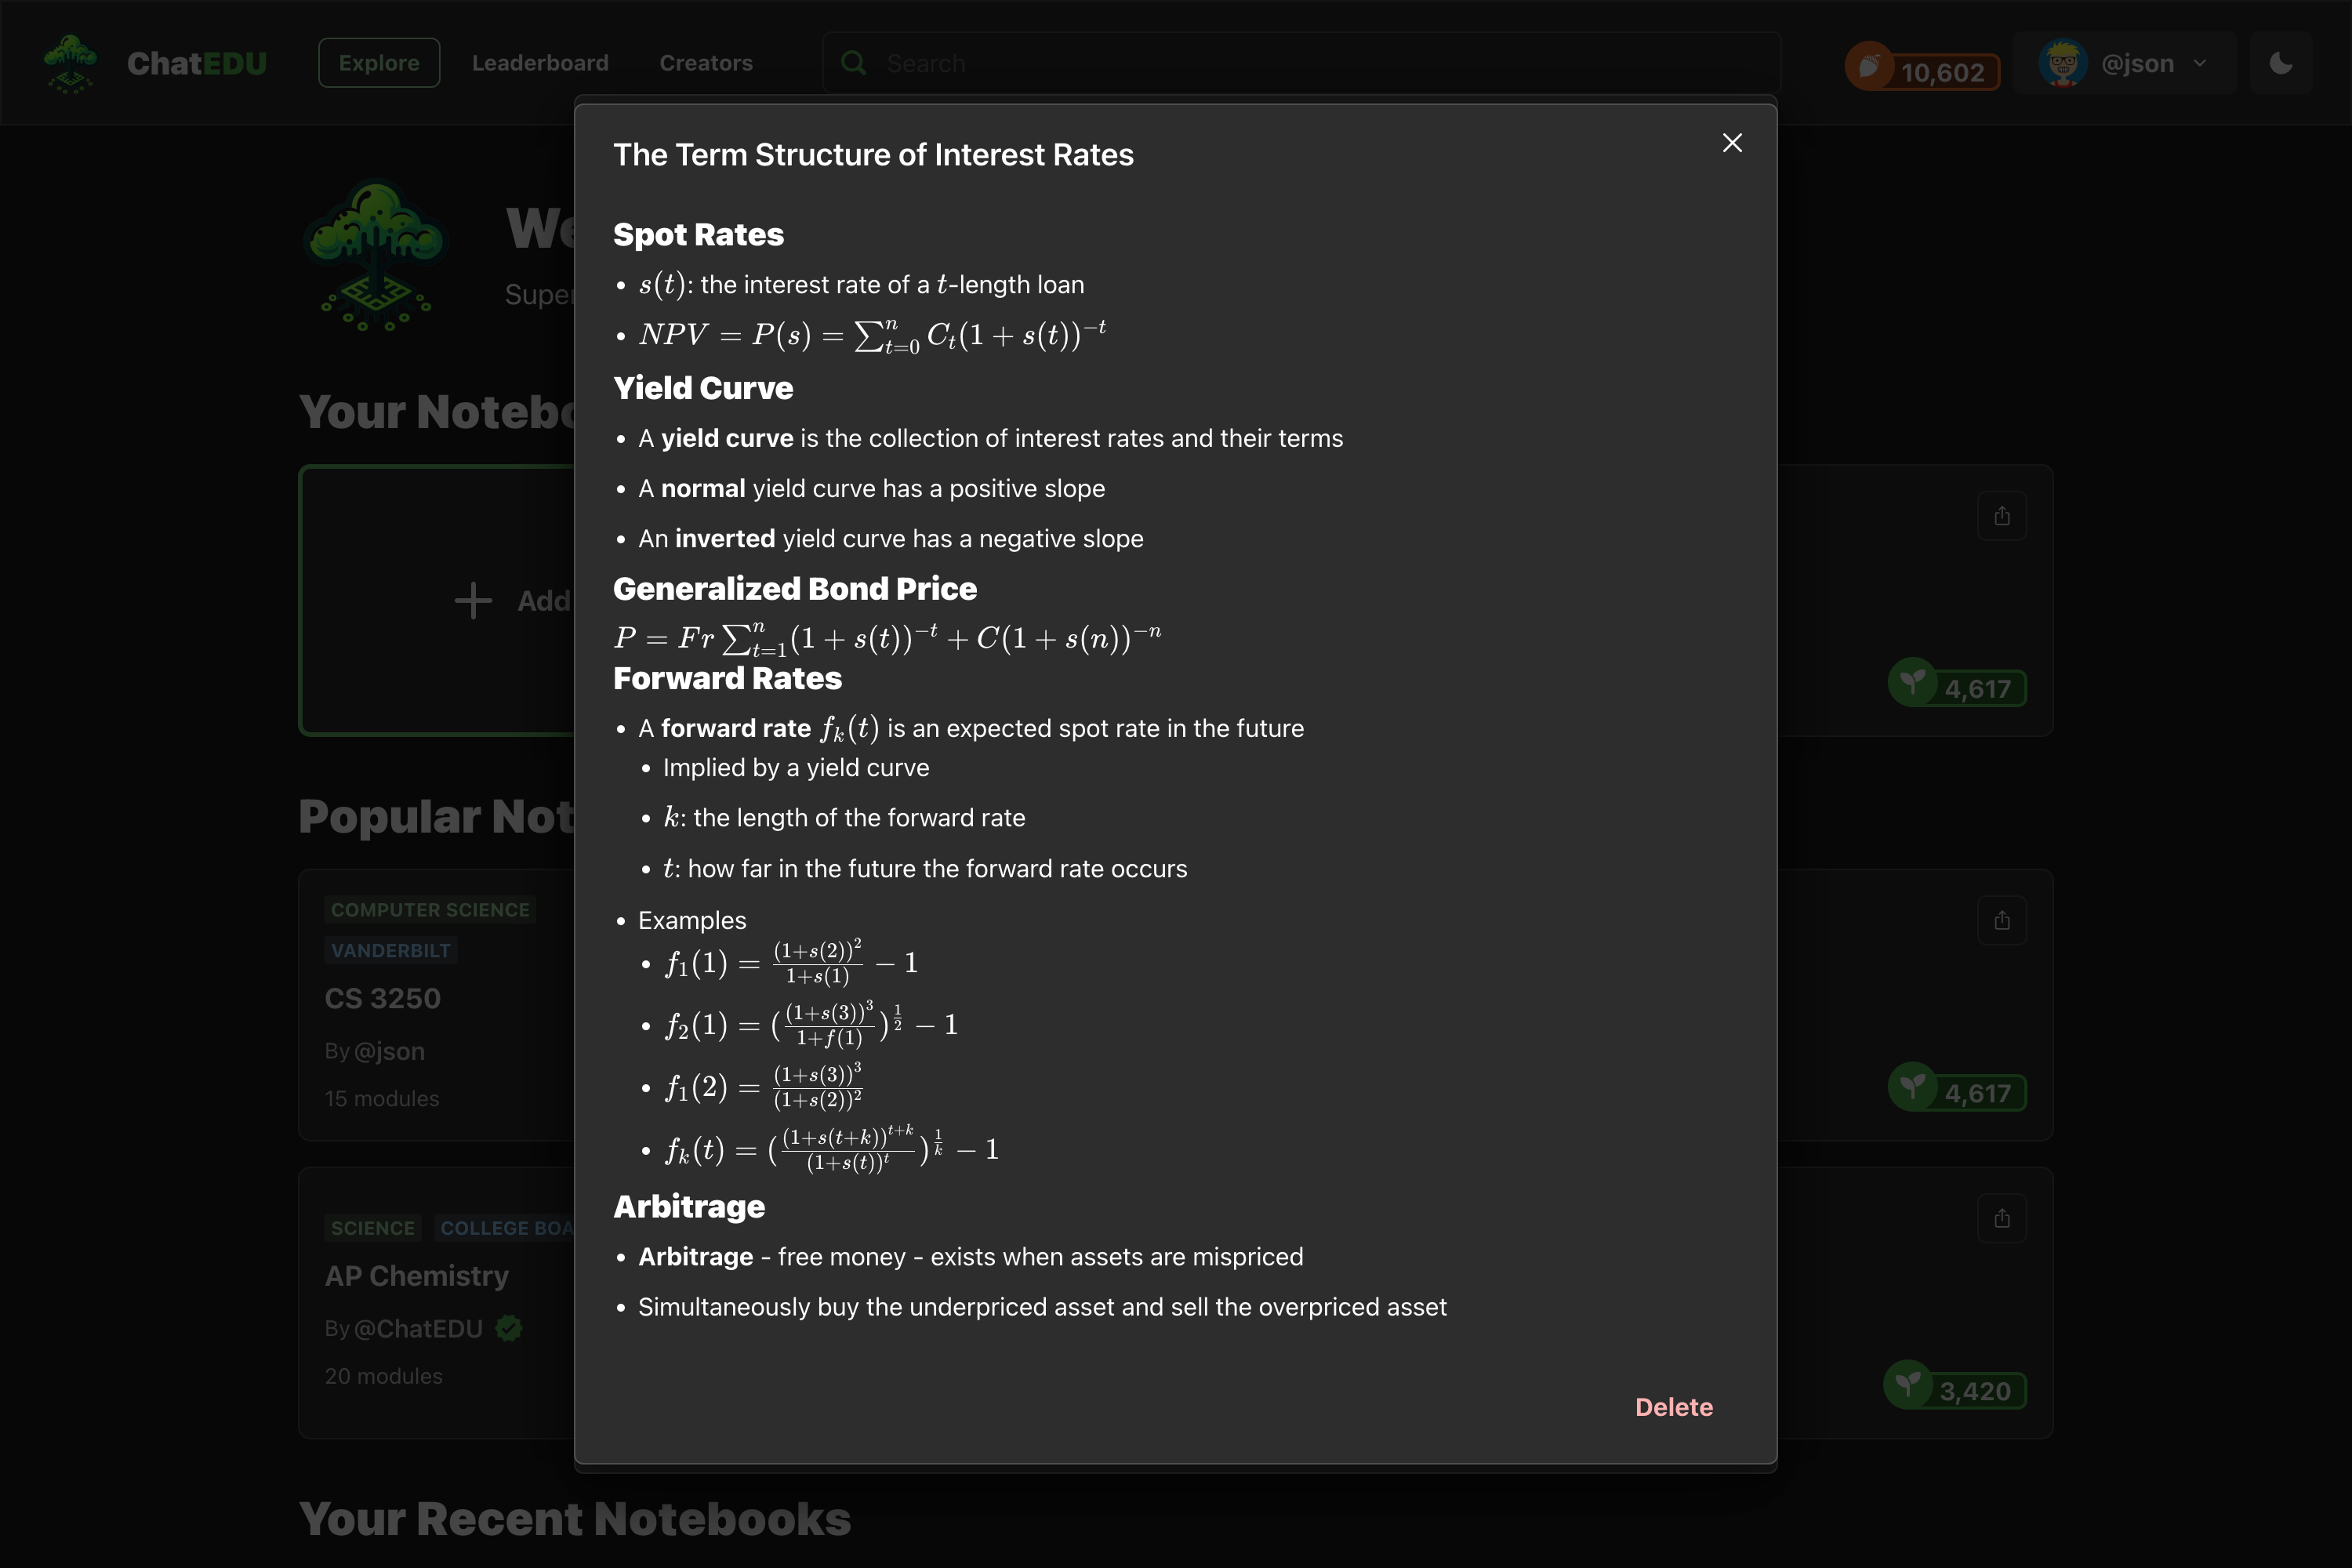 ChatEDU
Explore
Leaderboard
Creators
Search
10,602
@json
The Term Structure of Interest Rates
Spot Rates
• s(t): the interest rate of a t-length loan
• NPV = P(s) = ∑_{t=0}^{n} C_t(1 + s(t))^{−t}
Yield Curve
• A yield curve is the collection of interest rates and their terms
• A normal yield curve has a positive slope
• An inverted yield curve has a negative slope
Generalized Bond Price
P = Fr ∑_{t=1}^{n}(1 + s(t))^{−t} + C(1 + s(n))^{−n}
Forward Rates
• A forward rate f_k(t) is an expected spot rate in the future
• Implied by a yield curve
• k: the length of the forward rate
• t: how far in the future the forward rate occurs
• Examples
• f_1(1) = \frac{(1+s(2))^2}{1+s(1)} − 1
• f_2(1) = (\frac{(1+s(3))^3}{1+f(1)})^{\frac{1}{2}} − 1
• f_1(2) = \frac{(1+s(3))^3}{(1+s(2))^2}
• f_k(t) = (\frac{(1+s(t+k))^{t+k}}{(1+s(t))^t})^{\frac{1}{k}} − 1
Arbitrage
• Arbitrage - free money - exists when assets are mispriced
• Simultaneously buy the underpriced asset and sell the overpriced asset
Delete
We
Super
Your Notebo
Add
4,617
Popular Not
COMPUTER SCIENCE
VANDERBILT
CS 3250
By @json
15 modules
4,617
SCIENCE
COLLEGE BOA
AP Chemistry
By @ChatEDU
20 modules
3,420
Your Recent Notebooks